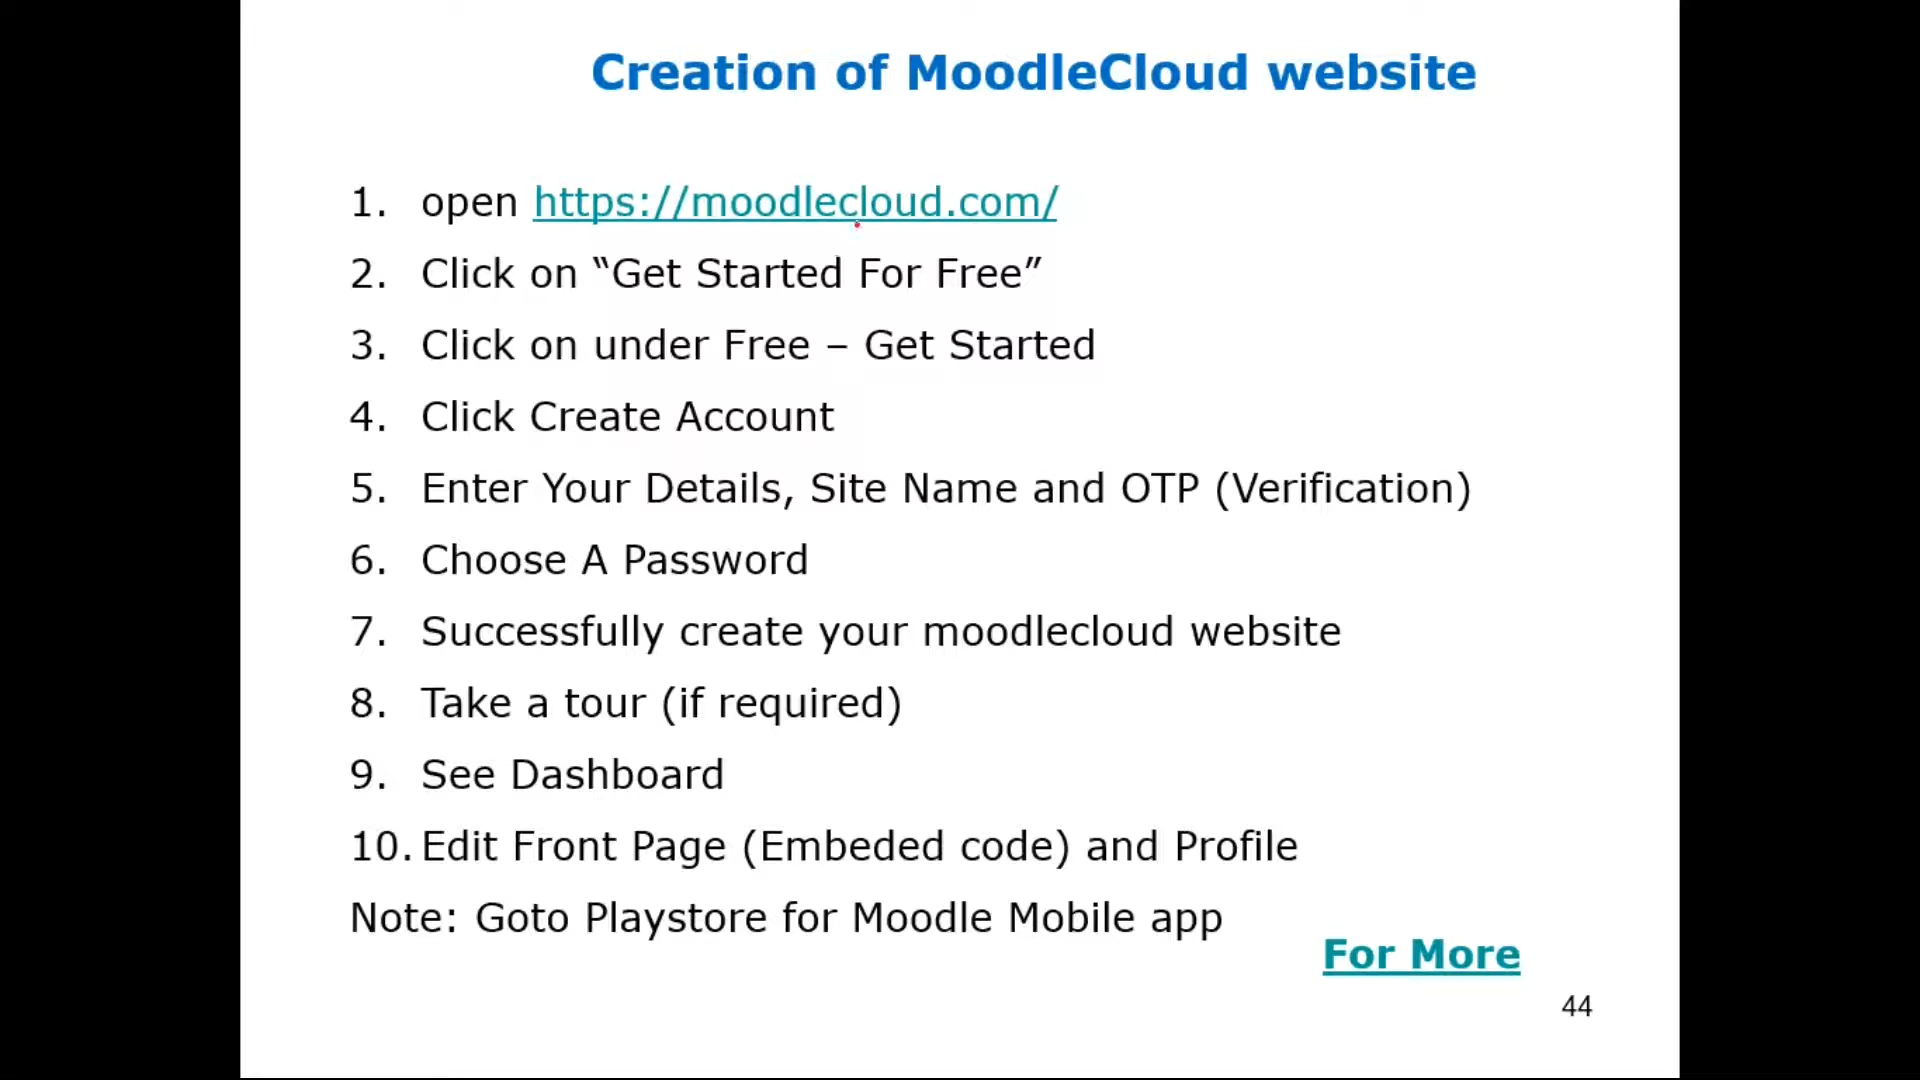 Creation of MoodleCloud website
1. open https://moodlecloud.com/
2. Click on “Get Started For Free”
3. Click on under Free – Get Started
4. Click Create Account
5. Enter Your Details, Site Name and OTP (Verification)
6. Choose A Password
7. Successfully create your moodlecloud website
8. Take a tour (if required)
9. See Dashboard
10. Edit Front Page (Embeded code) and Profile
Note: Goto Playstore for Moodle Mobile app
For More
44